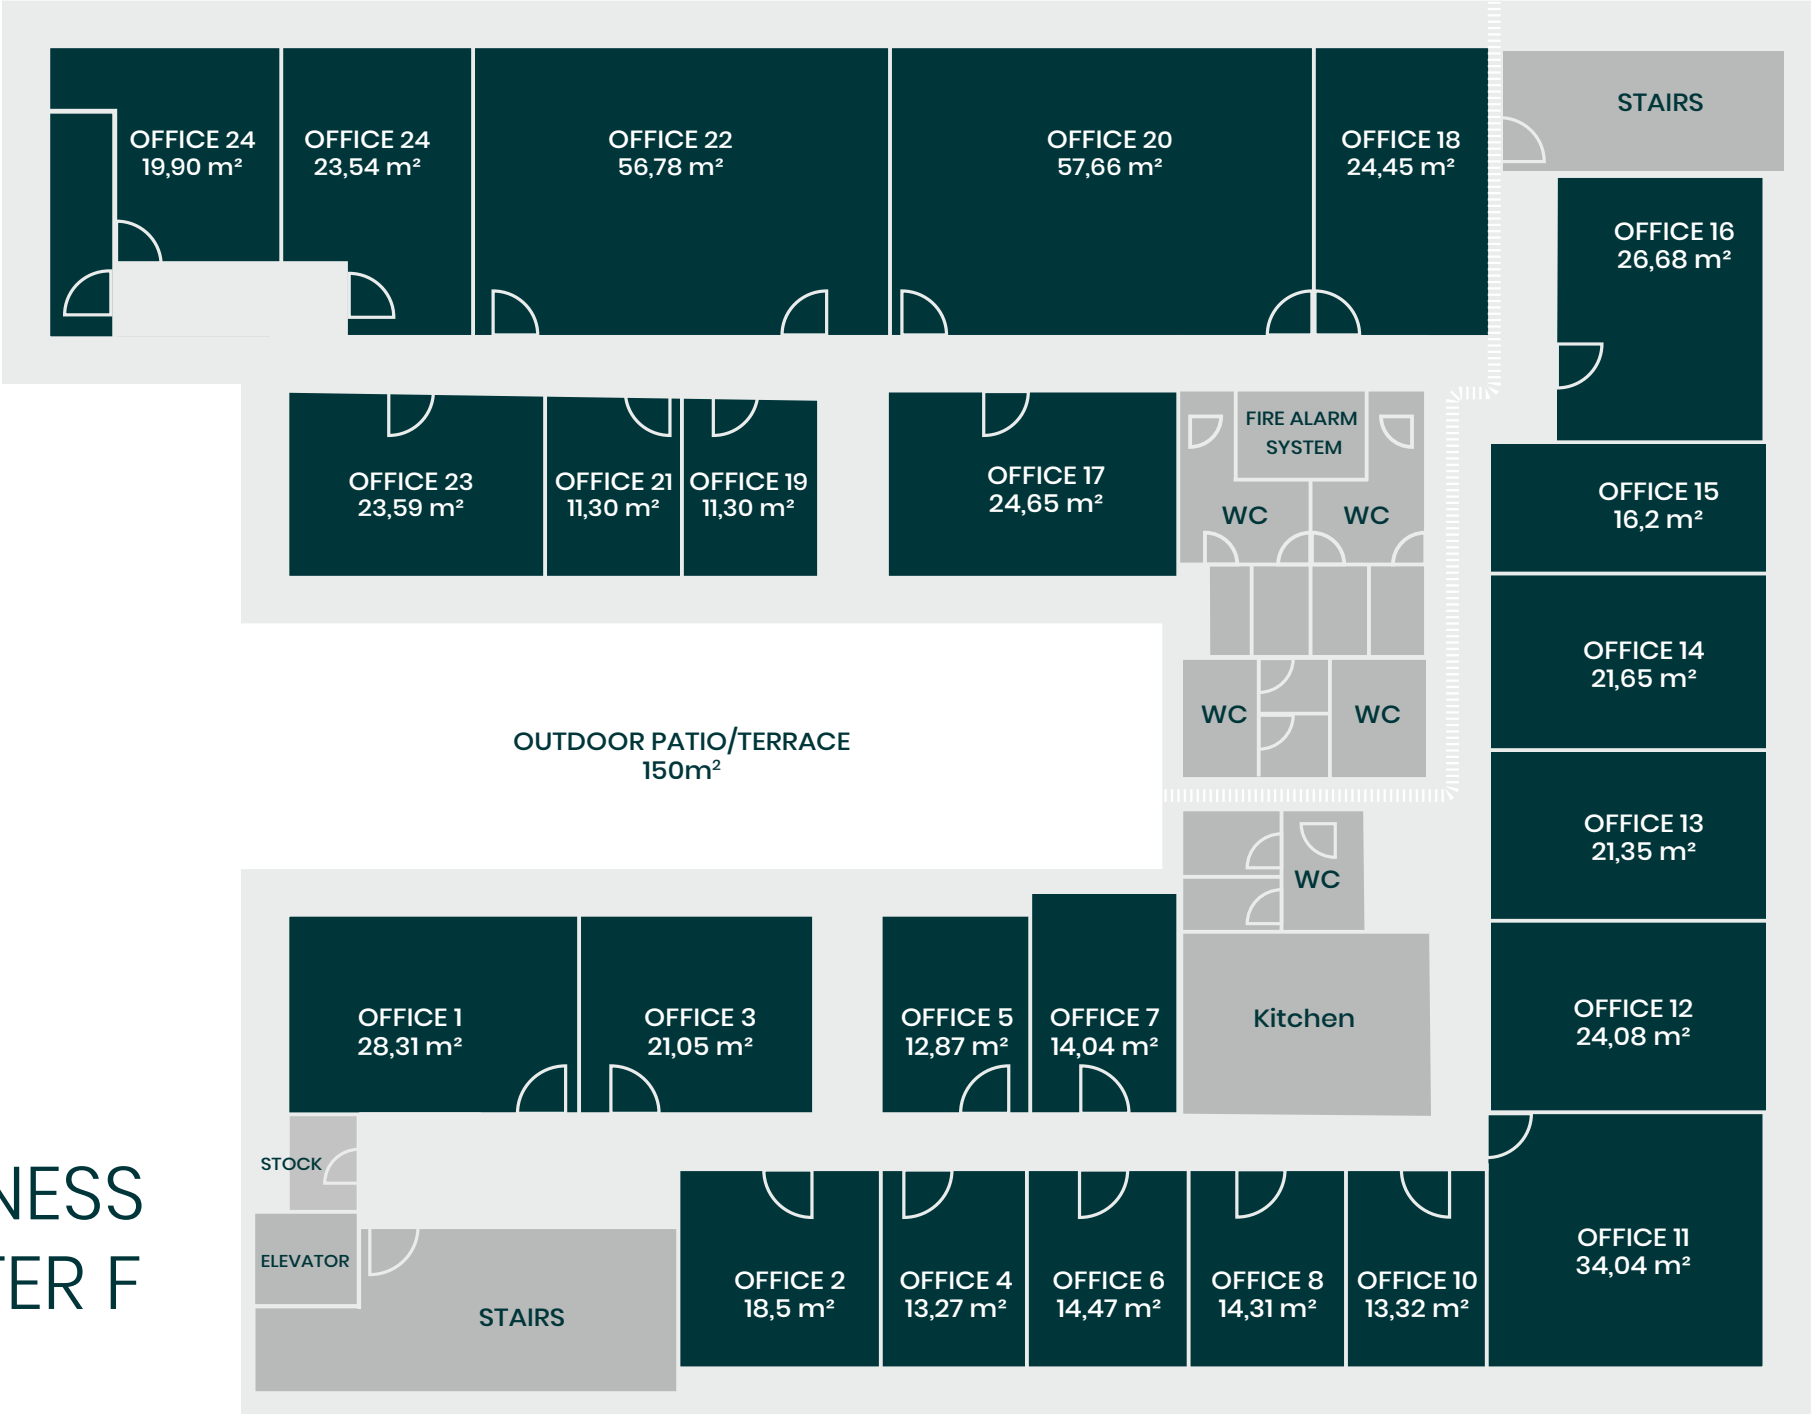 OFFICE 24
19,90 m²
OFFICE 24
23,54 m²
OFFICE 22
56,78 m²
OFFICE 20
57,66 m²
OFFICE 18
24,45 m²
STAIRS
OFFICE 16
26,68 m²
OFFICE 23
23,59 m²
OFFICE 21
11,30 m²
OFFICE 19
11,30 m²
OFFICE 17
24,65 m²
FIRE ALARM
SYSTEM
WC
WC
OFFICE 15
16,2 m²
OFFICE 14
21,65 m²
WC
WC
OUTDOOR PATIO/TERRACE
150m²
OFFICE 13
21,35 m²
WC
OFFICE 1
28,31 m²
OFFICE 3
21,05 m²
OFFICE 5
12,87 m²
OFFICE 7
14,04 m²
Kitchen
OFFICE 12
24,08 m²
STOCK
NESS
TER F
ELEVATOR
STAIRS
OFFICE 2
18,5 m²
OFFICE 4
13,27 m²
OFFICE 6
14,47 m²
OFFICE 8
14,31 m²
OFFICE 10
13,32 m²
OFFICE 11
34,04 m²